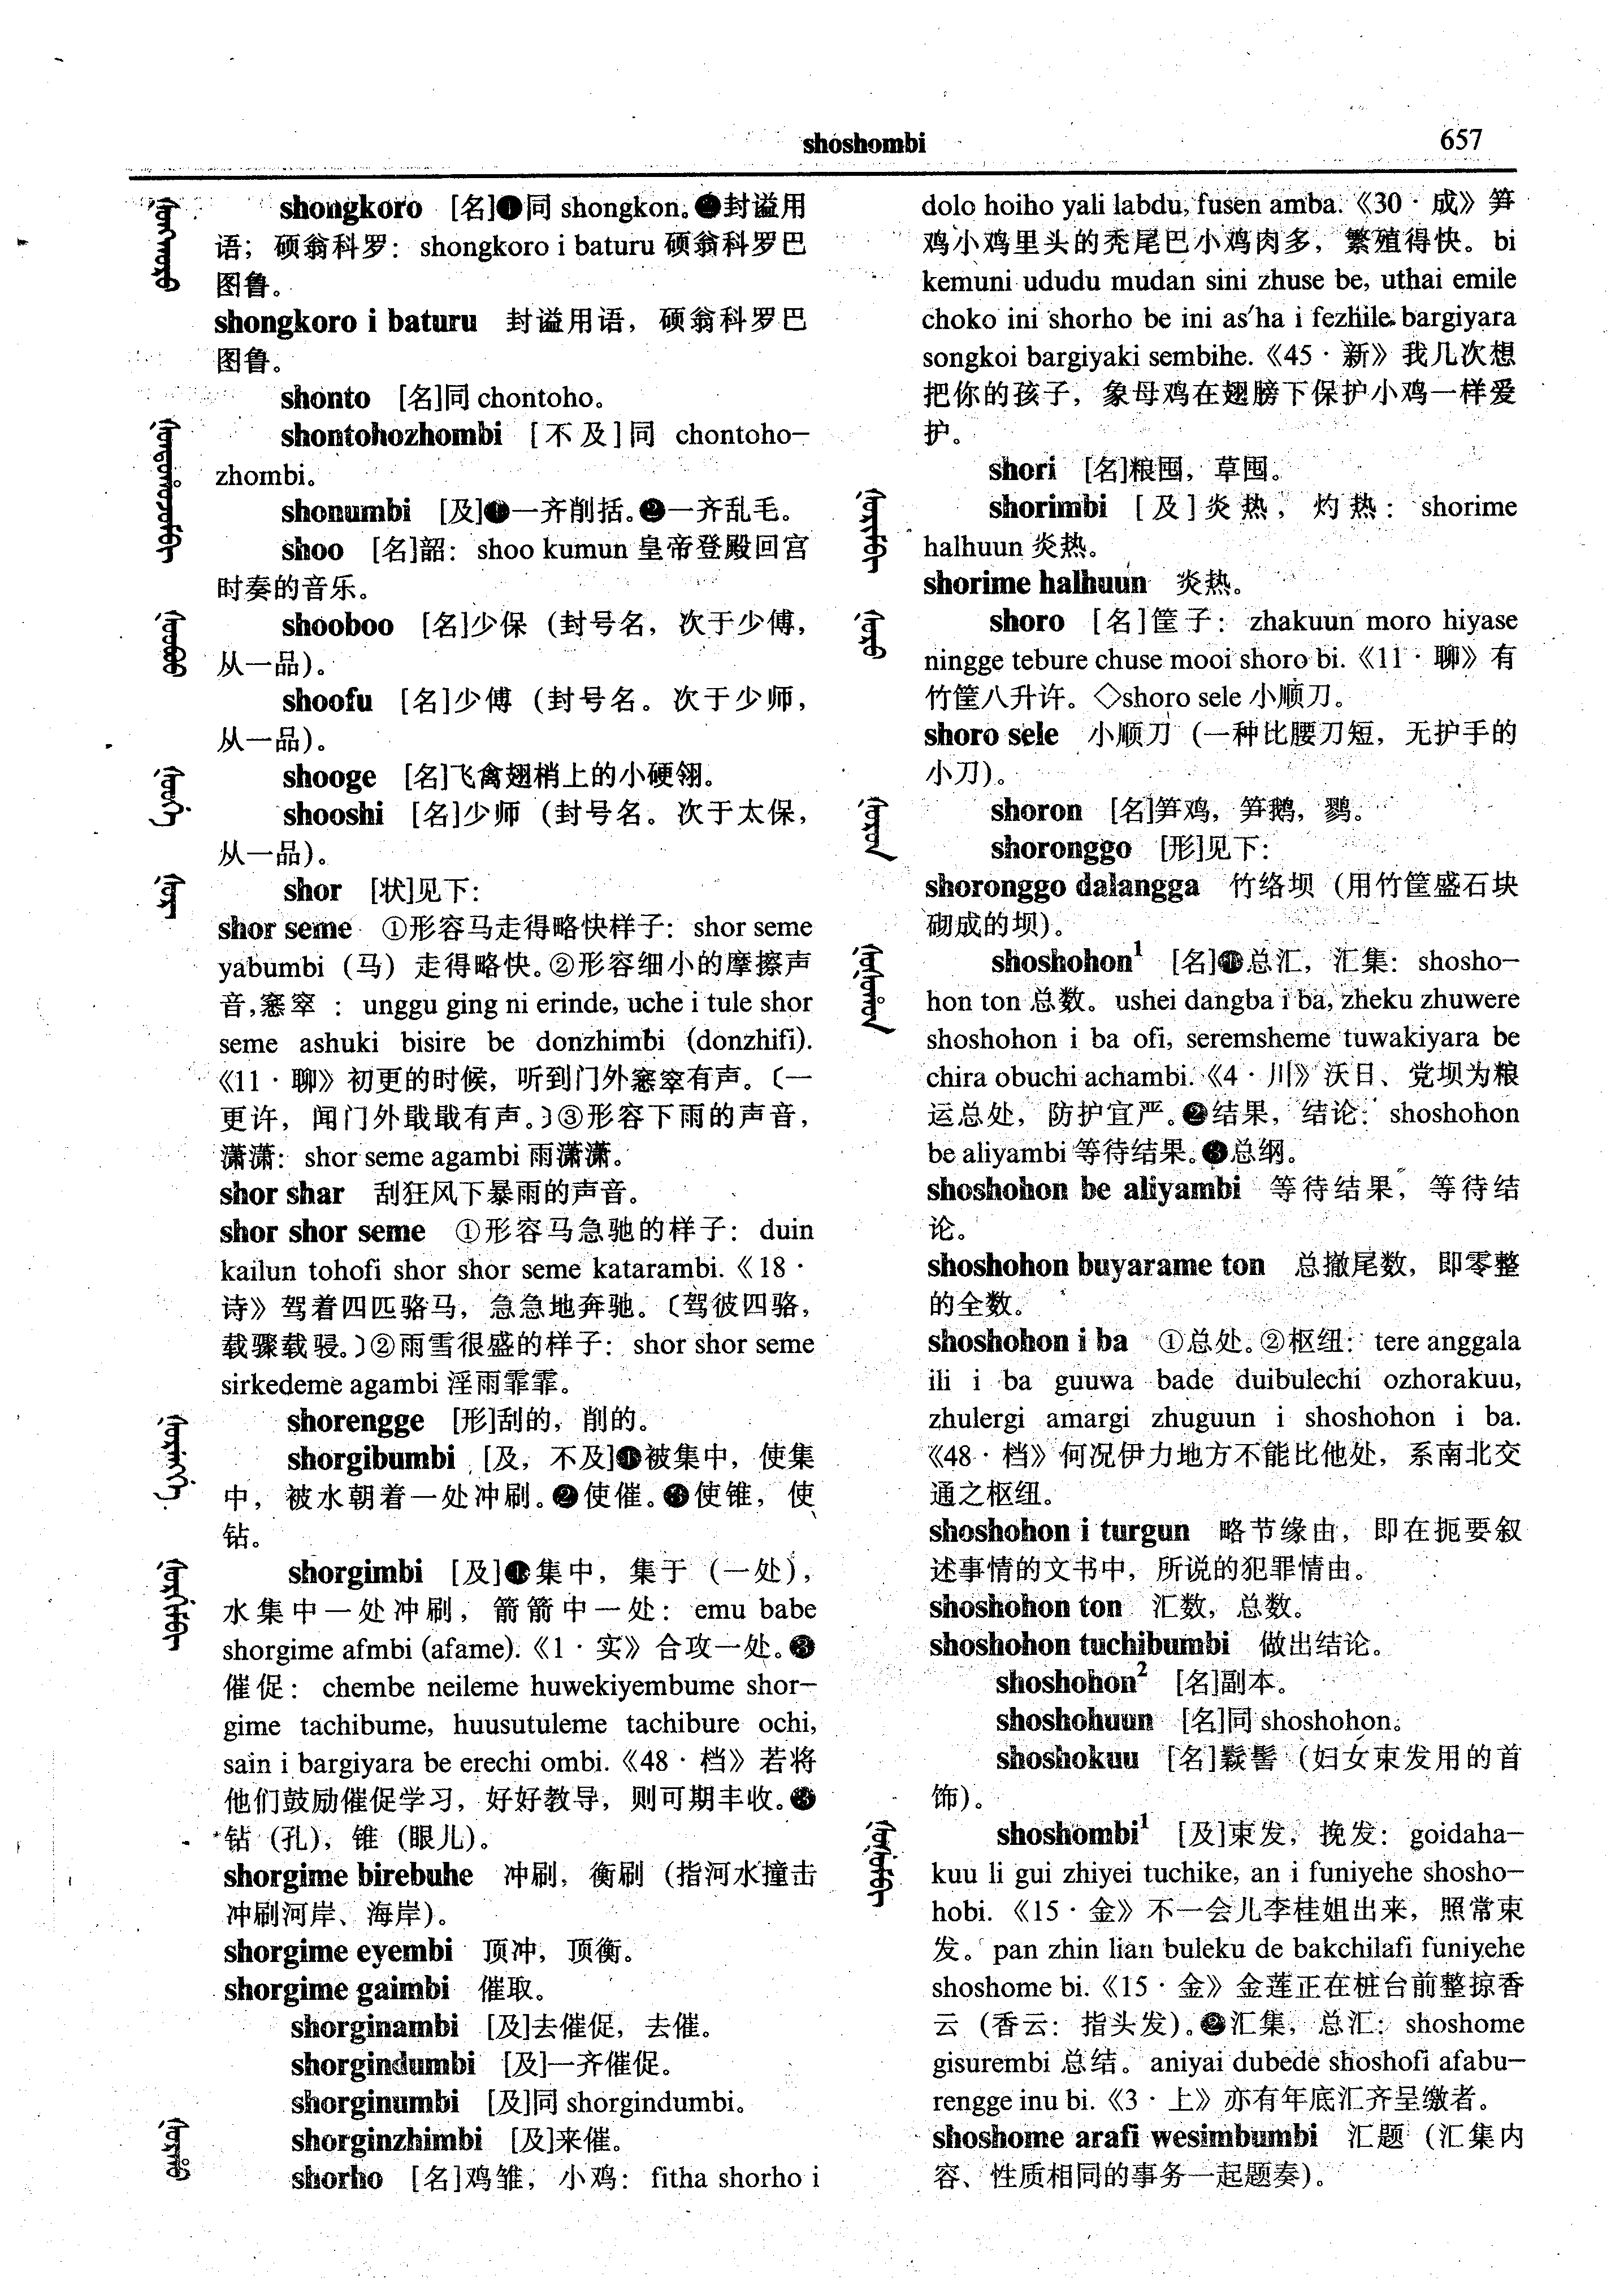 shoshombi
657
shongkoro [名]❶同 shongkon。❷封谥用
语；硕翁科罗：shongkoro i baturu 硕翁科罗巴
图鲁。
shongkoro i baturu 封谥用语，硕翁科罗巴
图鲁。
shonto [名]同 chontoho。
shontohozhombi [不及]同 chontoho-
zhombi。
shonumbi [及]❶一齐削括。❷一齐乱毛。
shoo [名]韶：shoo kumun 皇帝登殿回宫
时奏的音乐。
shooboo [名]少保（封号名，次于少傅，
从一品）。
shoofu [名]少傅（封号名。次于少师，
从一品）。
shooge [名]飞禽翅梢上的小硬翎。
shooshi [名]少师（封号名。次于太保，
从一品）。
shor [状]见下：
shor seme ①形容马走得略快样子：shor seme
yabumbi（马）走得略快。②形容细小的摩擦声
音，窸窣：unggu ging ni erinde, uche i tule shor
seme ashuki bisire be donzhimbi (donzhifi).
《11·聊》初更的时候，听到门外窸窣有声。〔一
更许，闻门外戢戢有声。〕③形容下雨的声音，
潇潇：shor seme agambi 雨潇潇。
shor shar 刮狂风下暴雨的声音。
shor shor seme ①形容马急驰的样子：duin
kailun tohofi shor shor seme katarambi.《18·
诗》驾着四匹骆马，急急地奔驰。〔驾彼四骆，
载骤载骎。〕②雨雪很盛的样子：shor shor seme
sirkedeme agambi 淫雨霏霏。
shorengge [形]刮的，削的。
shorgibumbi [及，不及]❶被集中，使集
中，被水朝着一处冲刷。❷使催。❸使锥，使
钻。
shorgimbi [及]❶集中，集于（一处），
水集中一处冲刷，箭箭中一处：emu babe
shorgime afmbi (afame).《1·实》合攻一处。❸
催促：chembe neileme huwekiyembume shor-
gime tachibume, huusutuleme tachibure ochi,
sain i bargiyara be erechi ombi.《48·档》若将
他们鼓励催促学习，好好教导，则可期丰收。❸
钻（孔），锥（眼儿）。
shorgime birebuhe 冲刷，衡刷（指河水撞击
冲刷河岸、海岸）。
shorgime eyembi 顶冲，顶衡。
shorgime gaimbi 催取。
shorginambi [及]去催促，去催。
shorgindumbi [及]一齐催促。
shorginumbi [及]同 shorgindumbi。
shorginzhimbi [及]来催。
shorho [名]鸡雏，小鸡：fitha shorho i
dolo hoiho yali labdu, fusen amba.《30·成》笋
鸡小鸡里头的秃尾巴小鸡肉多，繁殖得快。bi
kemuni ududu mudan sini zhuse be, uthai emile
choko ini shorho be ini as'ha i fezhile bargiyara
songkoi bargiyaki sembihe.《45·新》我几次想
把你的孩子，象母鸡在翅膀下保护小鸡一样爱
护。
shori [名]粮囤，草囤。
shorimbi [及]炎热，灼热：shorime
halhuun 炎热。
shorime halhuun 炎热。
shoro [名]筐子：zhakuun moro hiyase
ningge tebure chuse mooi shoro bi.《11·聊》有
竹筐八升许。◇shoro sele 小顺刀。
shoro sele 小顺刀（一种比腰刀短，无护手的
小刀）。
shoron [名]笋鸡，笋鹅，鹨。
shoronggo [形]见下：
shoronggo dalangga 竹络坝（用竹筐盛石块
砌成的坝）。
shoshohon¹ [名]❶总汇，汇集：shosho-
hon ton 总数。ushei dangba i ba, zheku zhuwere
shoshohon i ba ofi, seremsheme tuwakiyara be
chira obuchi achambi.《4·川》沃日、党坝为粮
运总处，防护宜严。❷结果，结论：shoshohon
be aliyambi 等待结果。❸总纲。
shoshohon be aliyambi 等待结果，等待结
论。
shoshohon buyarame ton 总撤尾数，即零整
的全数。
shoshohon i ba ①总处。②枢纽：tere anggala
ili i ba guuwa bade duibulechi ozhorakuu,
zhulergi amargi zhuguun i shoshohon i ba.
《48·档》何况伊力地方不能比他处，系南北交
通之枢纽。
shoshohon i turgun 略节缘由，即在扼要叙
述事情的文书中，所说的犯罪情由。
shoshohon ton 汇数，总数。
shoshohon tuchibumbi 做出结论。
shoshohon² [名]副本。
shoshohuun [名]同 shoshohon。
shoshokuu [名]䯼髻（妇女束发用的首
饰）。
shoshombi¹ [及]束发，挽发：goidaha-
kuu li gui zhiyei tuchike, an i funiyehe shosho-
hobi.《15·金》不一会儿李桂姐出来，照常束
发。pan zhin lian buleku de bakchilafi funiyehe
shoshome bi.《15·金》金莲正在桩台前整掠香
云（香云：指头发）。❷汇集，总汇：shoshome
gisurembi 总结。aniyai dubede shoshofi afabu-
rengge inu bi.《3·上》亦有年底汇齐呈缴者。
shoshome arafi wesimbumbi 汇题（汇集内
容、性质相同的事务一起题奏）。